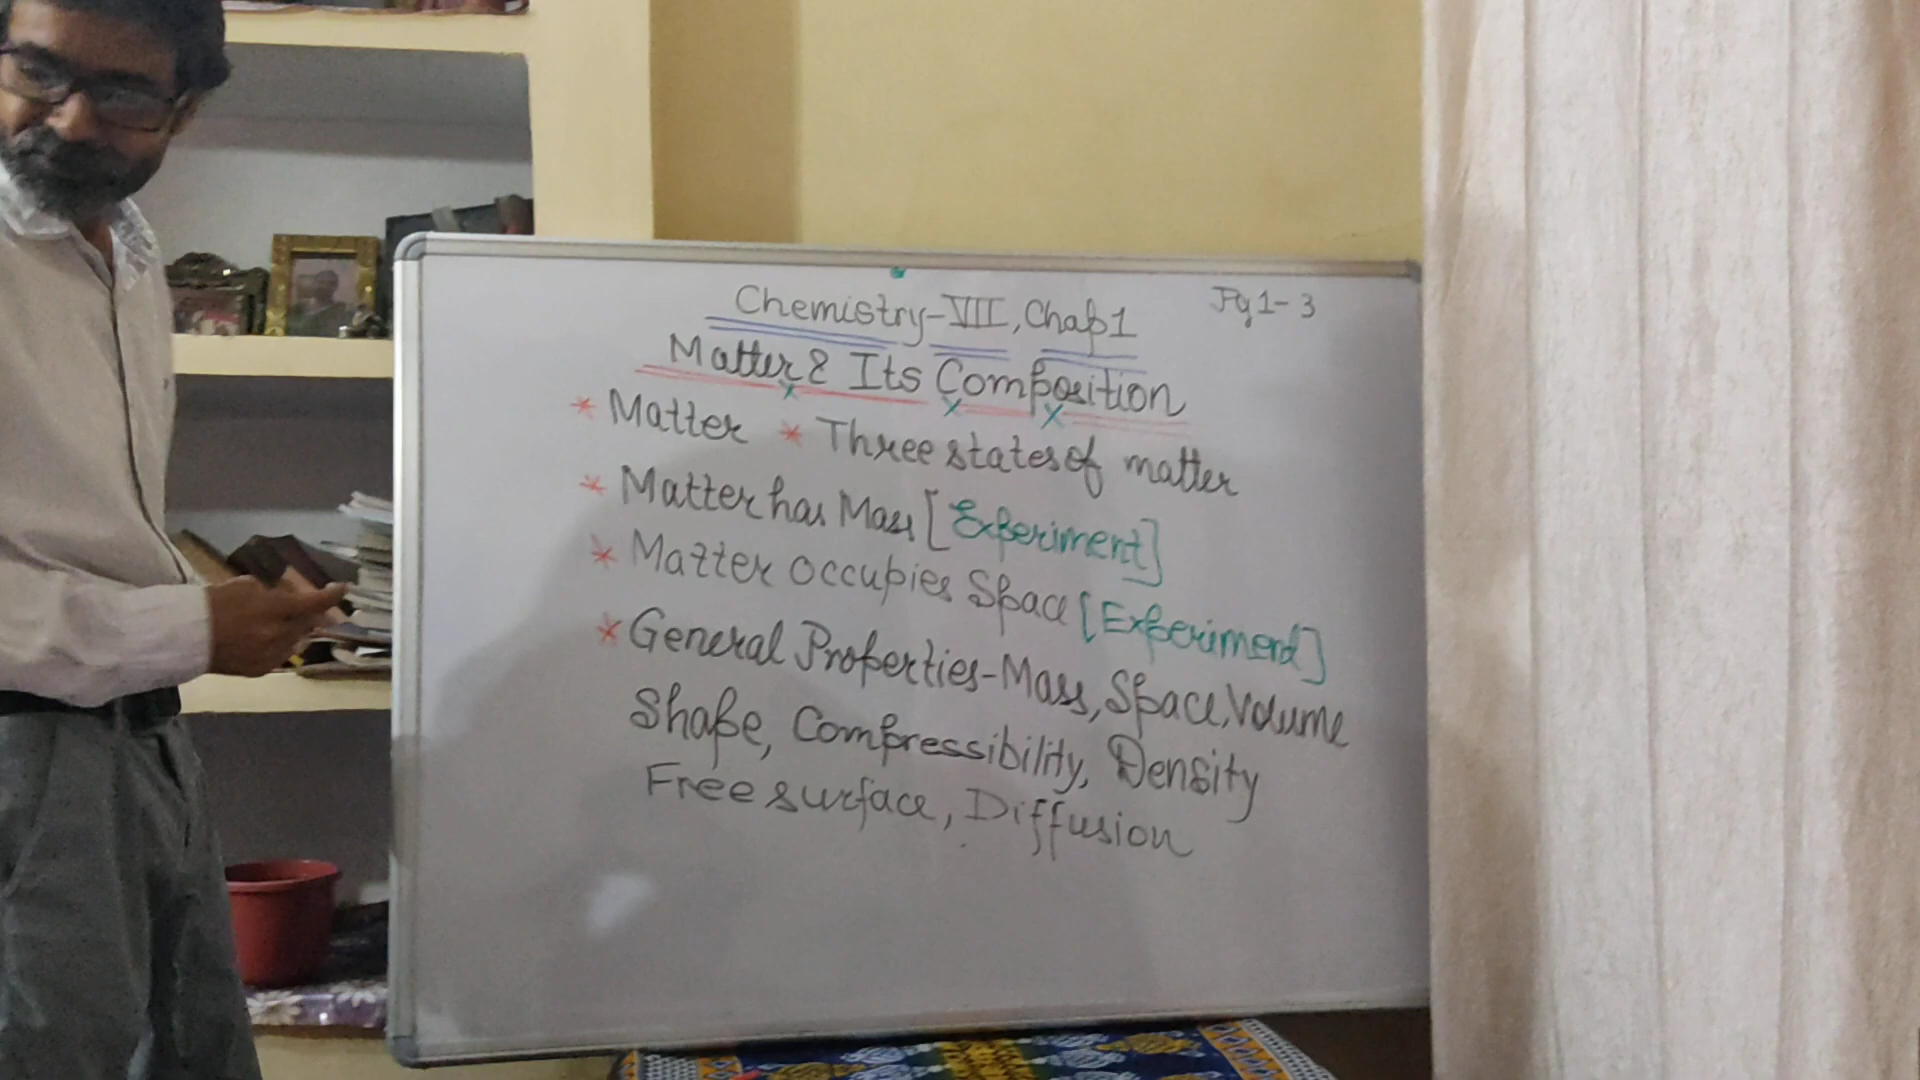 Chemistry-VII, Chap1
Pg 1-3
Matter & Its Composition
* Matter * Three states of matter
* Matter has Mass [Experiment]
* Matter occupies Space [Experiment]
* General Properties-Mass, Space, Volume
Shape, Compressibility, Density
Free surface, Diffusion